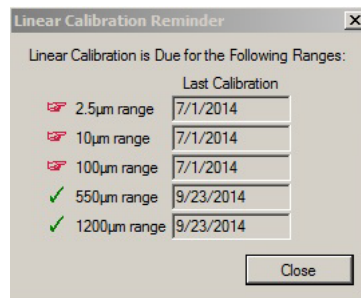 Linear Calibration Reminder
Linear Calibration is Due for the Following Ranges:
Last Calibration
2.5µm range 7/1/2014
10µm range 7/1/2014
100µm range 7/1/2014
550µm range 9/23/2014
1200µm range 9/23/2014
Close